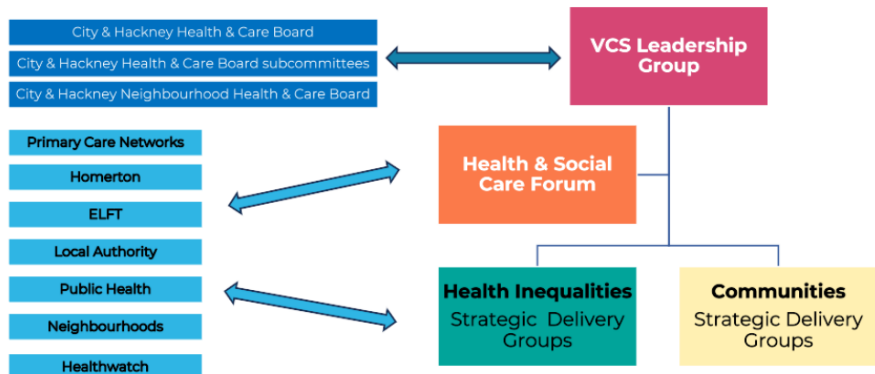 City & Hackney Health & Care Board
City & Hackney Health & Care Board subcommittees
City & Hackney Neighbourhood Health & Care Board
VCS Leadership
Group
Primary Care Networks
Homerton
ELFT
Local Authority
Public Health
Neighbourhoods
Healthwatch
Health & Social
Care Forum
Health Inequalities
Strategic Delivery
Groups
Communities
Strategic Delivery
Groups